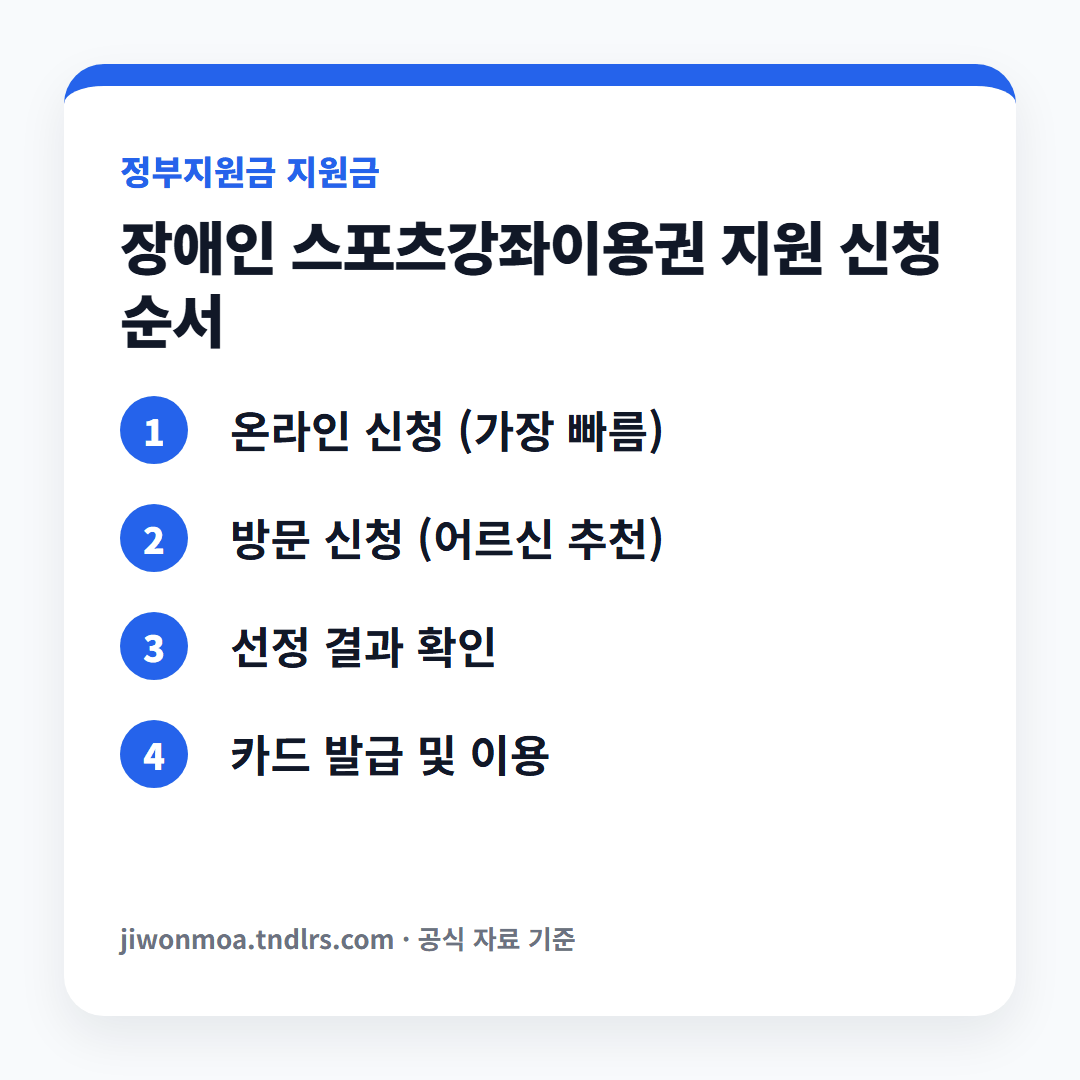 정부지원금 지원금
장애인 스포츠강좌이용권 지원 신청
순서
1 온라인 신청 (가장 빠름)
2 방문 신청 (어르신 추천)
3 선정 결과 확인
4 카드 발급 및 이용
jiwonmoa.tndlrs.com · 공식 자료 기준